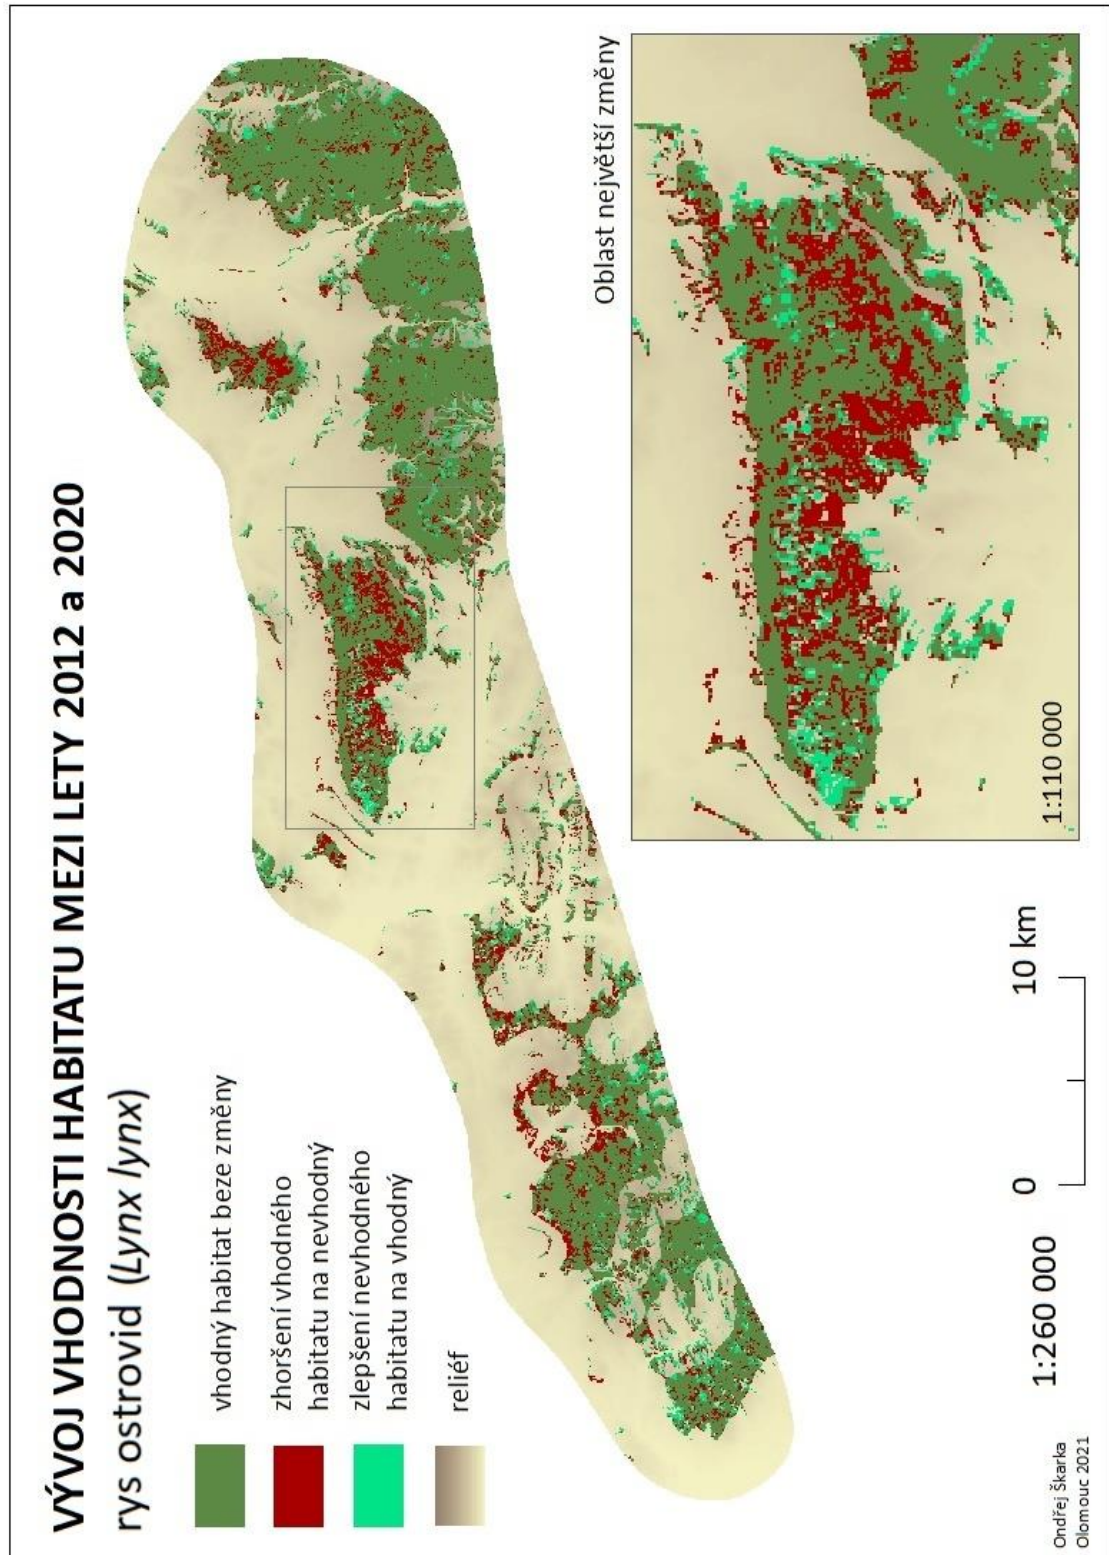 VÝVOJ VHODNOSTI HABITATU MEZI LETY 2012 a 2020
rys ostrovid (Lynx lynx)
vhodný habitat beze změny
zhoršení vhodného
habitatu na nevhodný
zlepšení nevhodného
habitatu na vhodný
reliéf
Oblast největší změny
1:110 000
1:260 000
0
10 km
Ondřej Škarka
Olomouc 2021